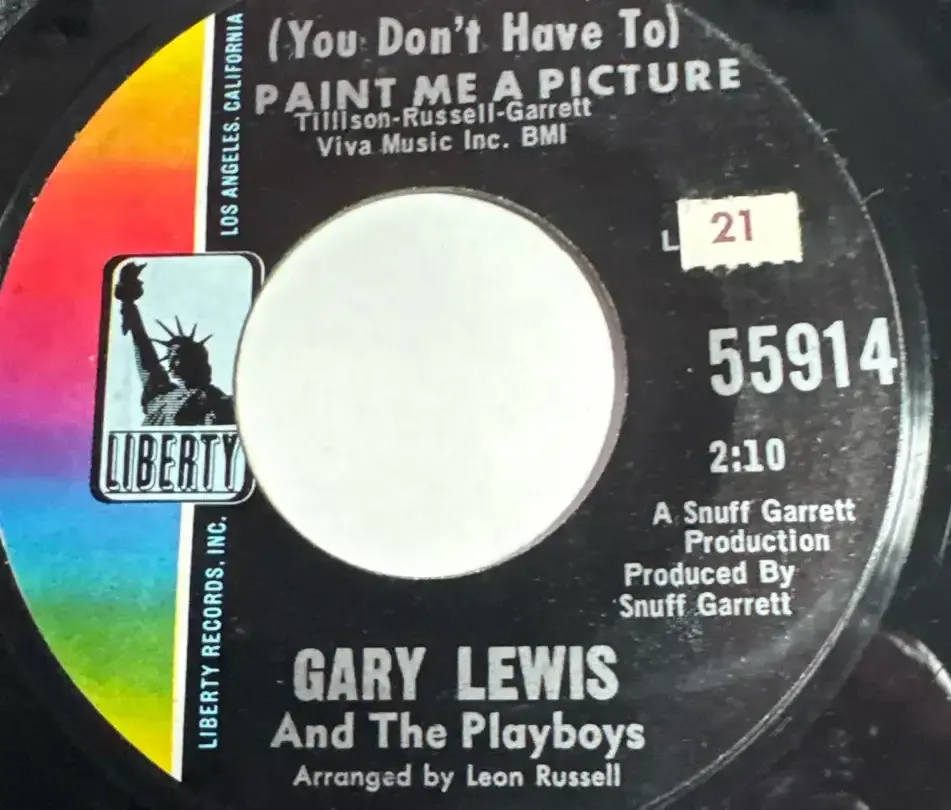 (You Don't Have To)
PAINT ME A PICTURE
Tillison-Russell-Garrett
Viva Music Inc. BMI
21
55914
2:10
A Snuff Garrett
Production
Produced By
Snuff Garrett
GARY LEWIS
And The Playboys
Arranged by Leon Russell
LIBERTY
LIBERTY RECORDS, INC.
LOS ANGELES, CALIFORNIA